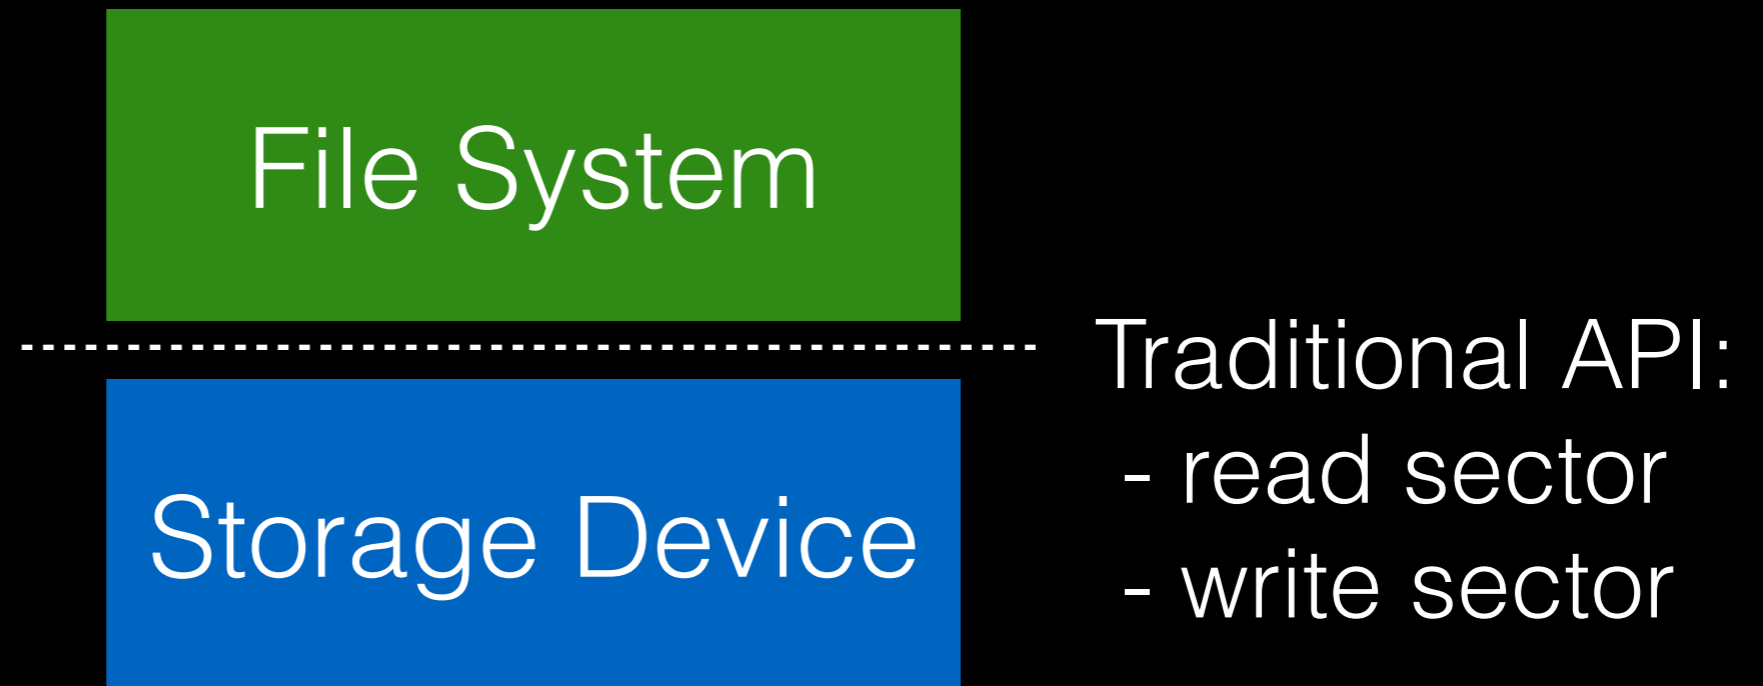 File System
Traditional API:
- read sector
Storage Device
- write sector